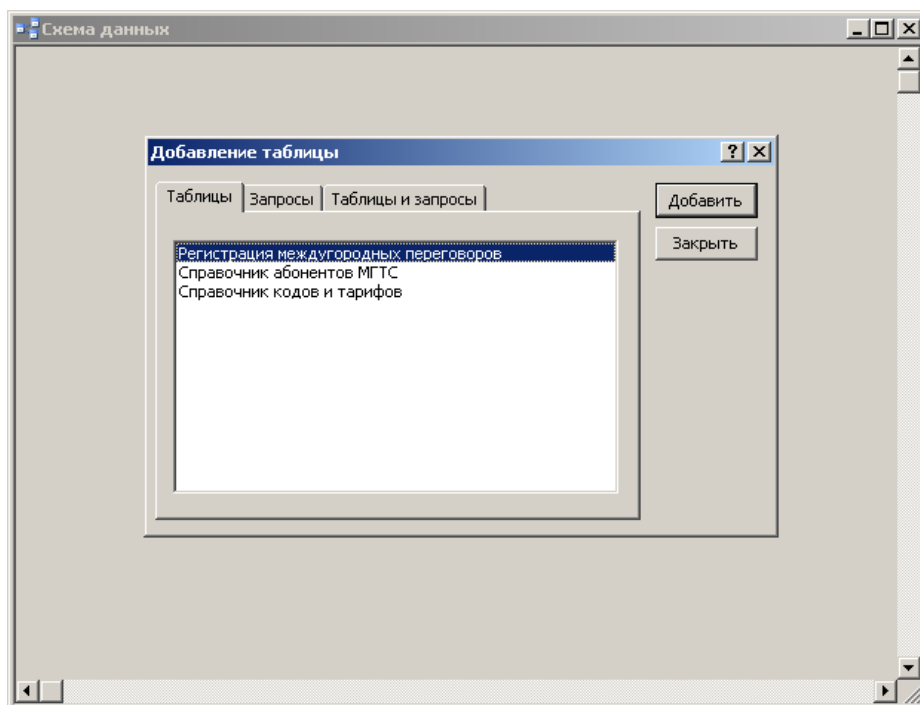 Схема данных
Добавление таблицы
Таблицы Запросы Таблицы и запросы
Добавить
Закрыть
Регистрация междугородных переговоров
Справочник абонентов МГТС
Справочник кодов и тарифов